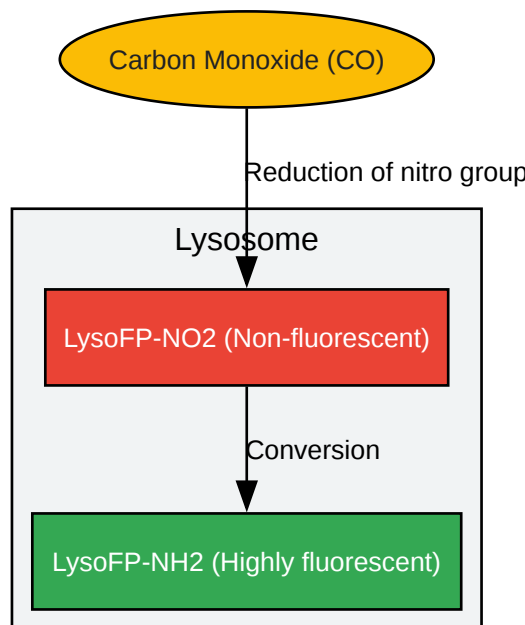 Carbon Monoxide (CO)
Reduction of nitro group
Lysosome
LysoFP-NO2 (Non-fluorescent)
Conversion
LysoFP-NH2 (Highly fluorescent)